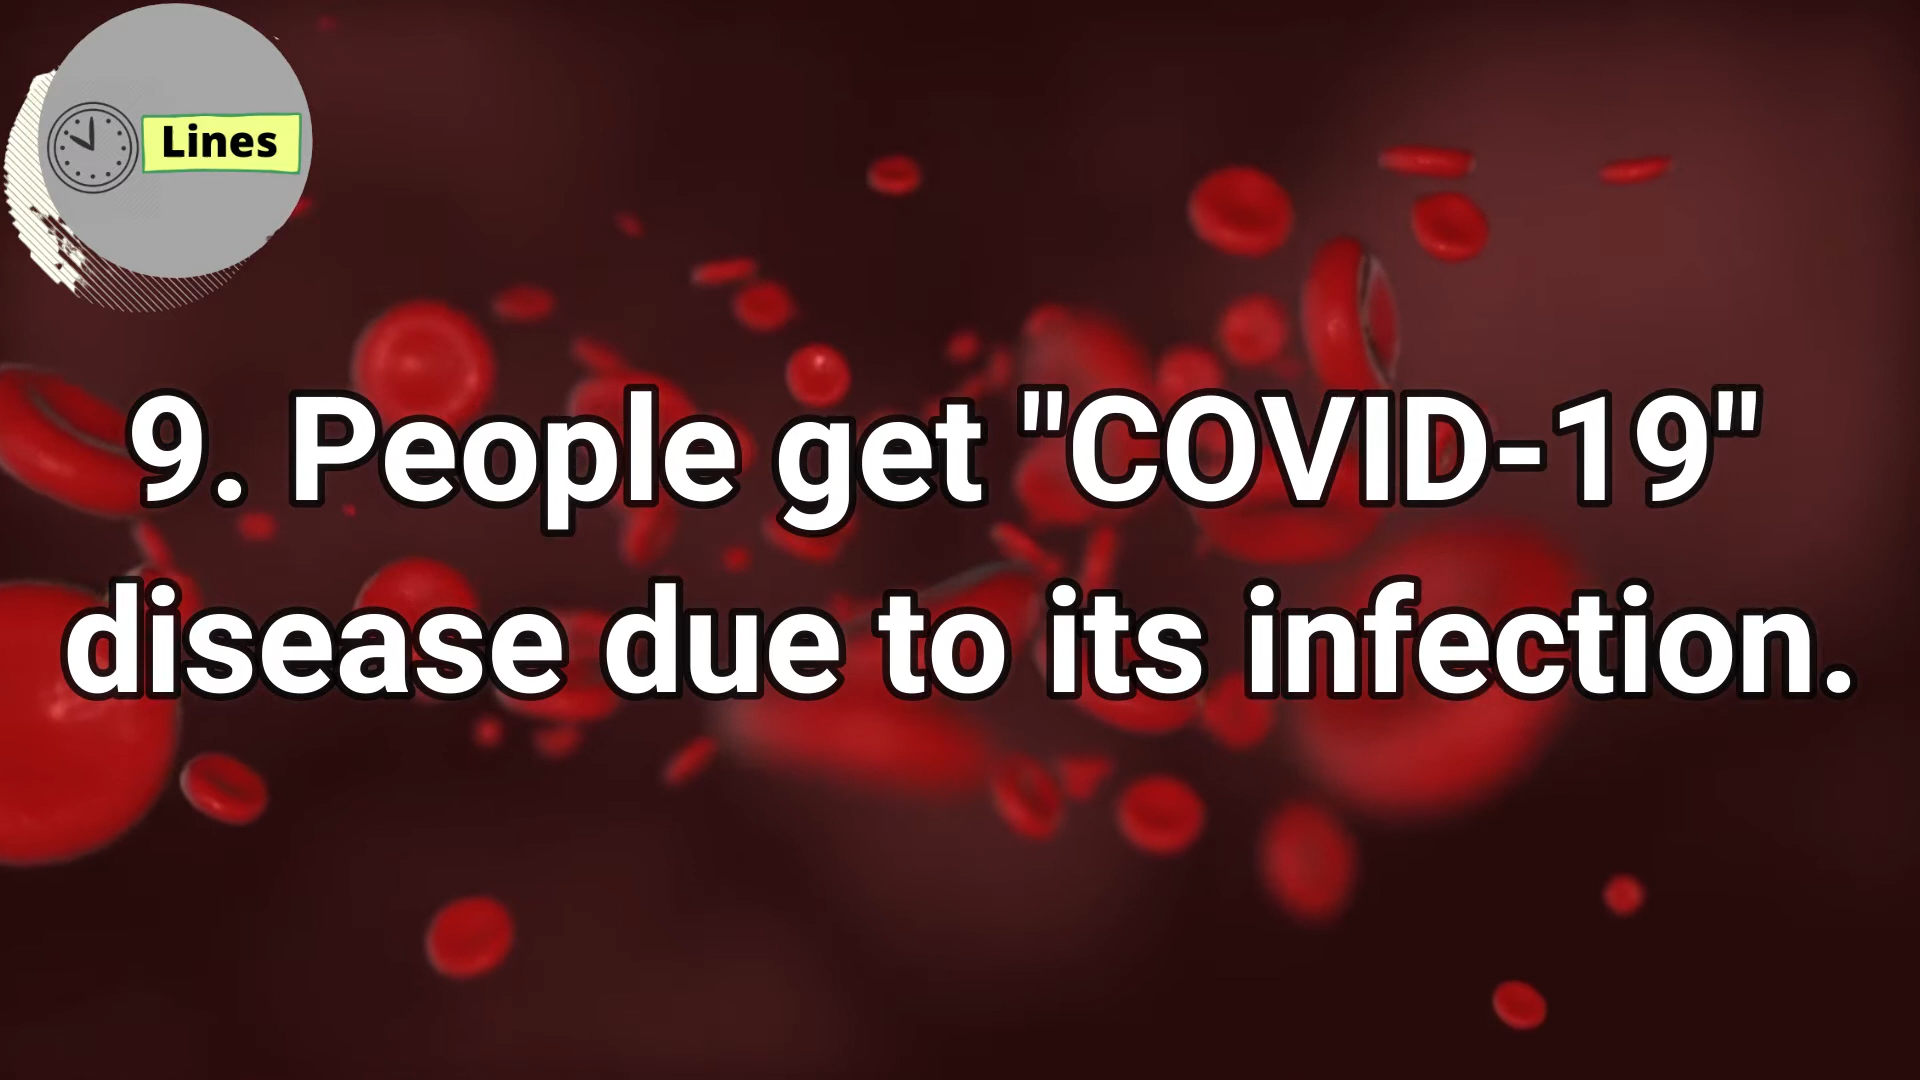 Lines
9. People get "COVID-19"
disease due to its infection.